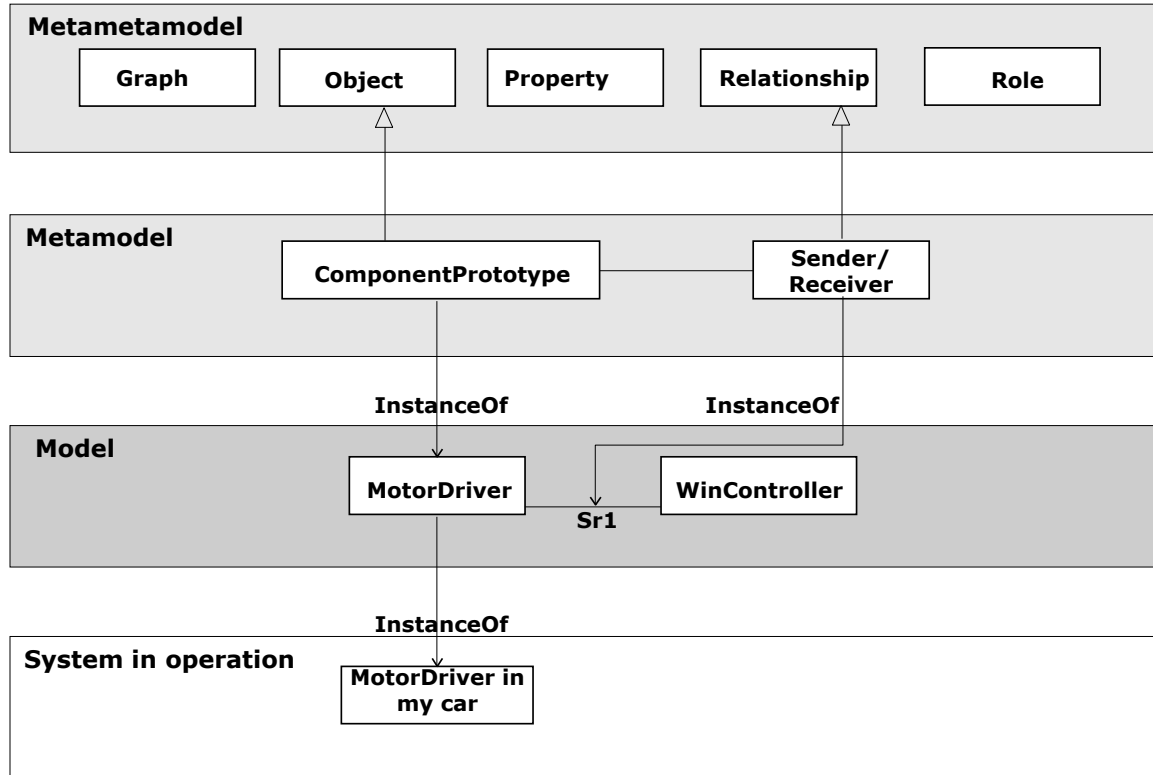 Metametamodel
Graph
Object
Property
Relationship
Role
Metamodel
ComponentPrototype
Sender/
Receiver
InstanceOf
InstanceOf
Model
MotorDriver
WinController
Sr1
InstanceOf
System in operation
MotorDriver in
my car